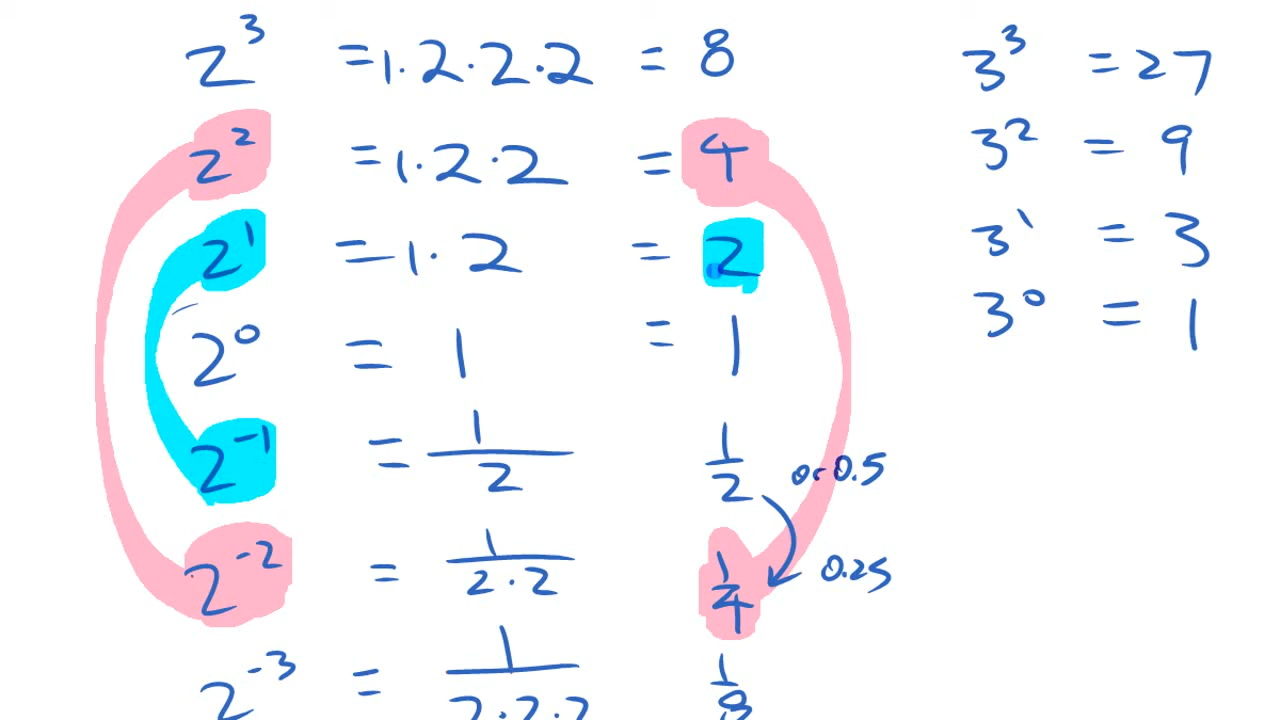 2³ = 1·2·2·2 = 8
2² = 1·2·2 = 4
2¹ = 1·2 = 2
2⁰ = 1 = 1
2⁻¹ = 1/2 1/2 or 0.5
2⁻² = 1/(2·2) 1/4 0.25
2⁻³ = 1/(2·2·2) 1/8
3³ = 27
3² = 9
3¹ = 3
3⁰ = 1